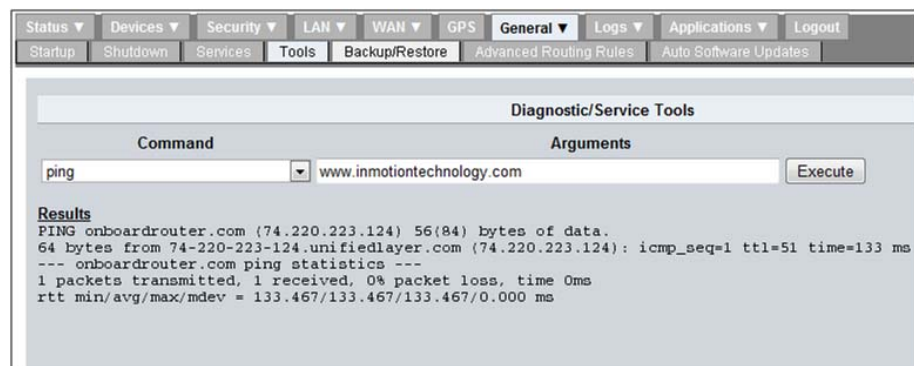 Status ▼ Devices ▼ Security ▼ LAN ▼ WAN ▼ GPS General ▼ Logs ▼ Applications ▼ Logout
Startup Shutdown Services Tools Backup/Restore Advanced Routing Rules Auto Software Updates
Diagnostic/Service Tools
Command Arguments
ping www.inmotiontechnology.com Execute
Results
PING onboardrouter.com (74.220.223.124) 56(84) bytes of data.
64 bytes from 74-220-223-124.unifiedlayer.com (74.220.223.124): icmp_seq=1 ttl=51 time=133 ms
--- onboardrouter.com ping statistics ---
1 packets transmitted, 1 received, 0% packet loss, time 0ms
rtt min/avg/max/mdev = 133.467/133.467/133.467/0.000 ms